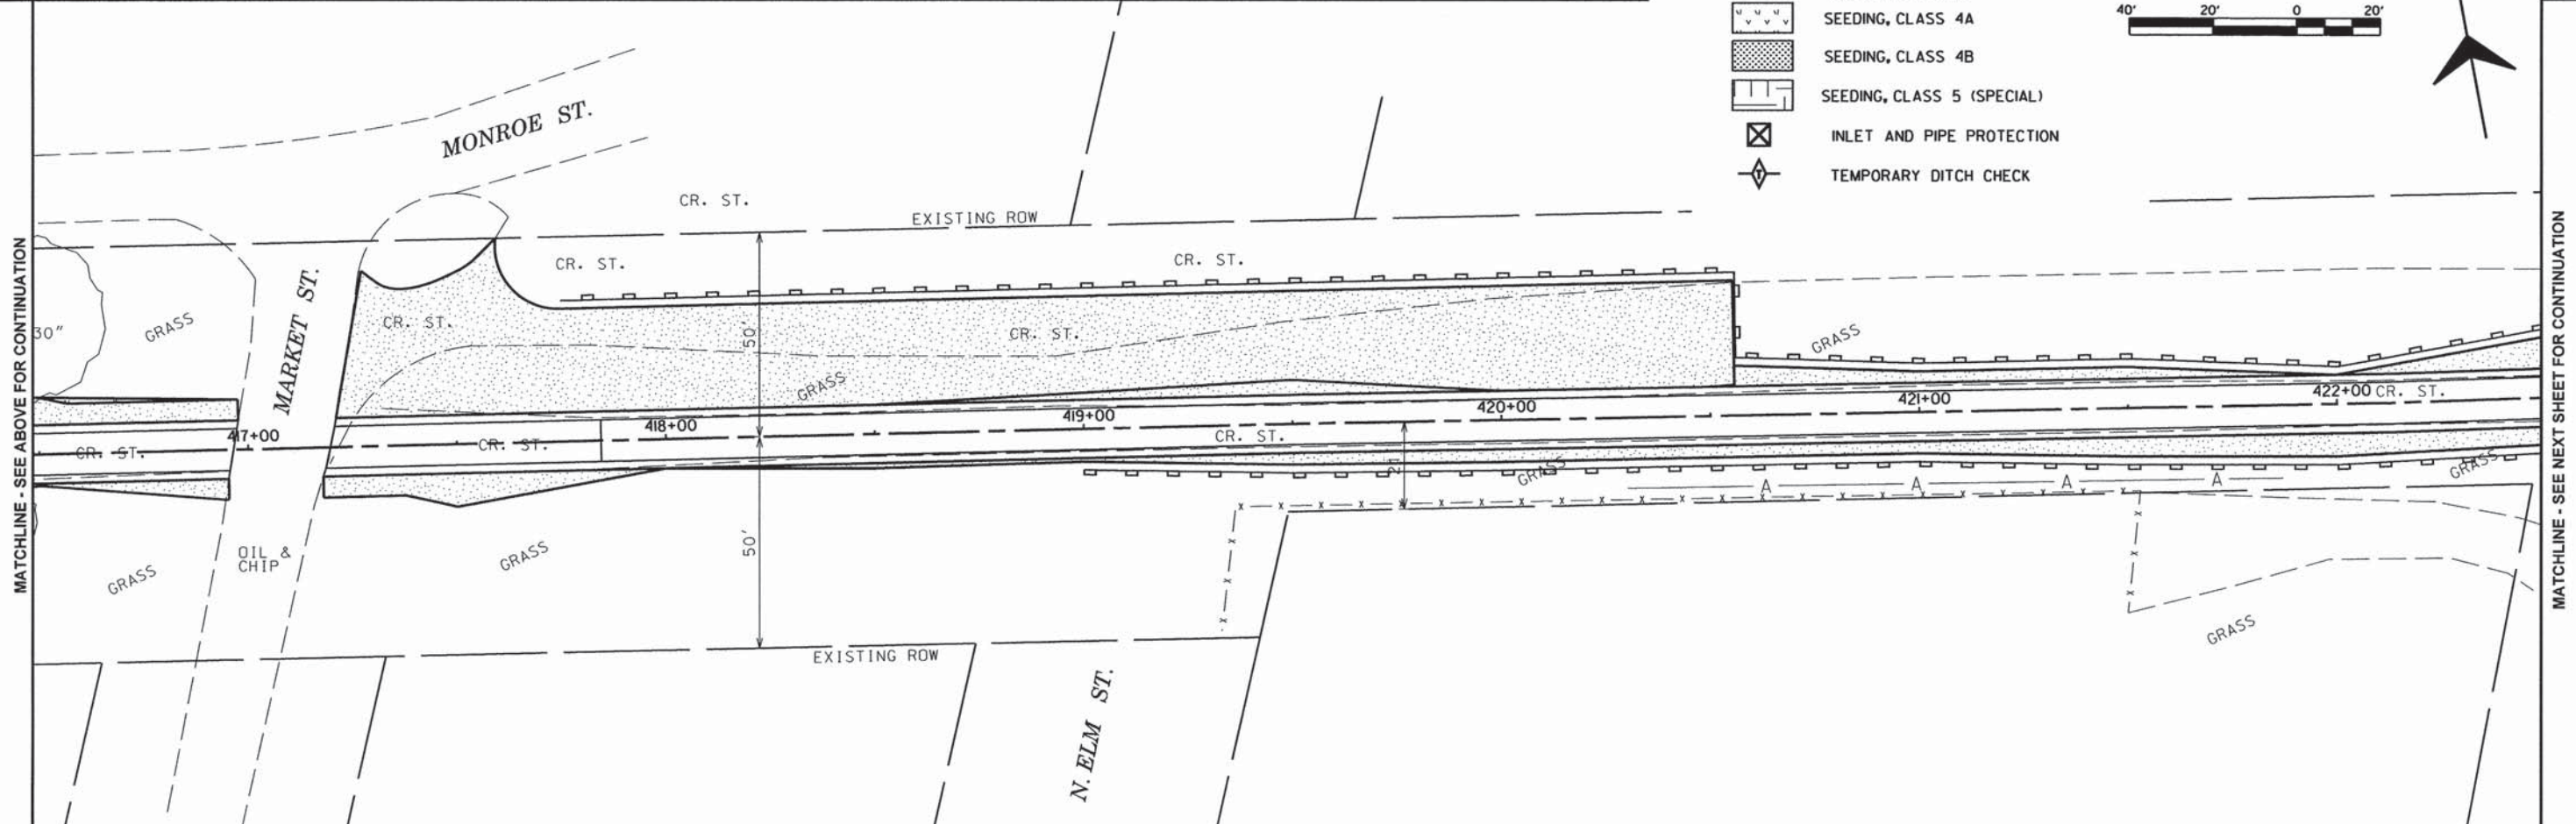 SEEDING, CLASS 4A
SEEDING, CLASS 4B
SEEDING, CLASS 5 (SPECIAL)
INLET AND PIPE PROTECTION
TEMPORARY DITCH CHECK
40' 20' 0 20'
MONROE ST.
CR. ST.
EXISTING ROW
CR. ST.
CR. ST.
MATCHLINE - SEE ABOVE FOR CONTINUATION
MATCHLINE - SEE NEXT SHEET FOR CONTINUATION
30"
GRASS
MARKET ST.
CR. ST.
50'
CR. ST.
GRASS
GRASS
417+00
418+00
419+00
420+00
421+00
422+00
CR. ST.
CR. ST.
CR. ST.
CR. ST.
21'
GRASS
A
A
A
A
GRASS
GRASS
OIL &
CHIP
GRASS
50'
EXISTING ROW
N. ELM ST.
GRASS